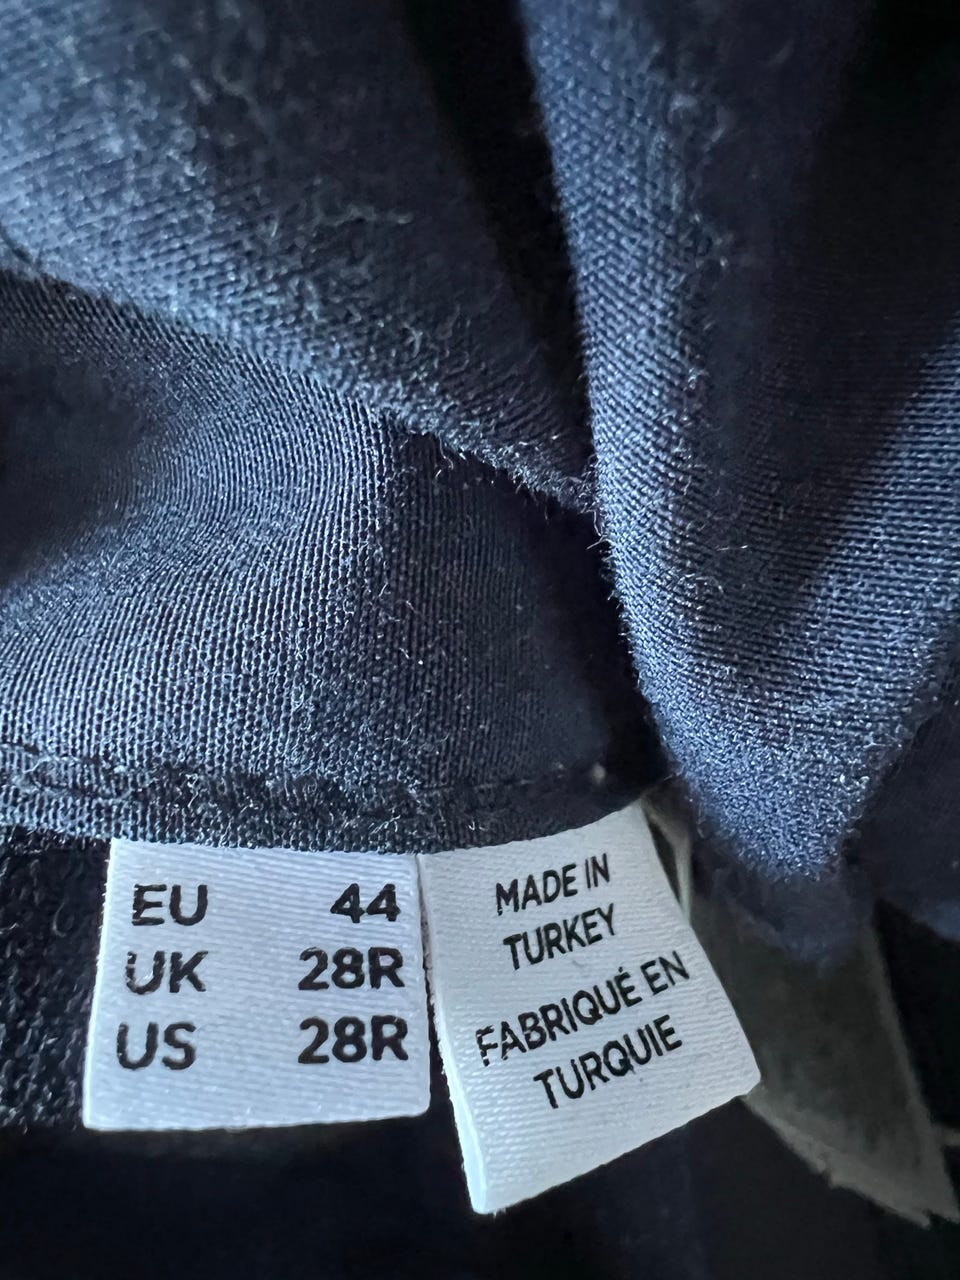 EU 44
UK 28R
US 28R
MADE IN
TURKEY
FABRIQUÉ EN
TURQUIE